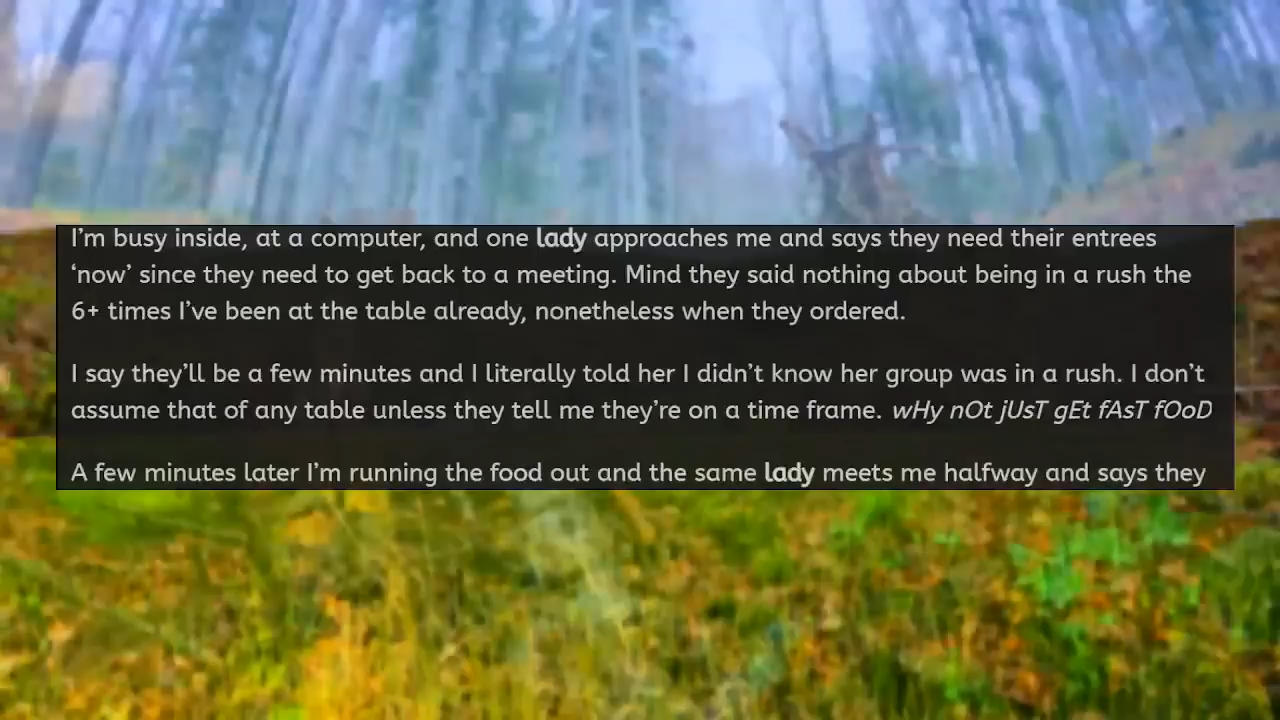 I’m busy inside, at a computer, and one lady approaches me and says they need their entrees
‘now’ since they need to get back to a meeting. Mind they said nothing about being in a rush the
6+ times I’ve been at the table already, nonetheless when they ordered.
I say they’ll be a few minutes and I literally told her I didn’t know her group was in a rush. I don’t
assume that of any table unless they tell me they’re on a time frame. wHy nOt jUsT gEt fAsT fOoD
A few minutes later I’m running the food out and the same lady meets me halfway and says they